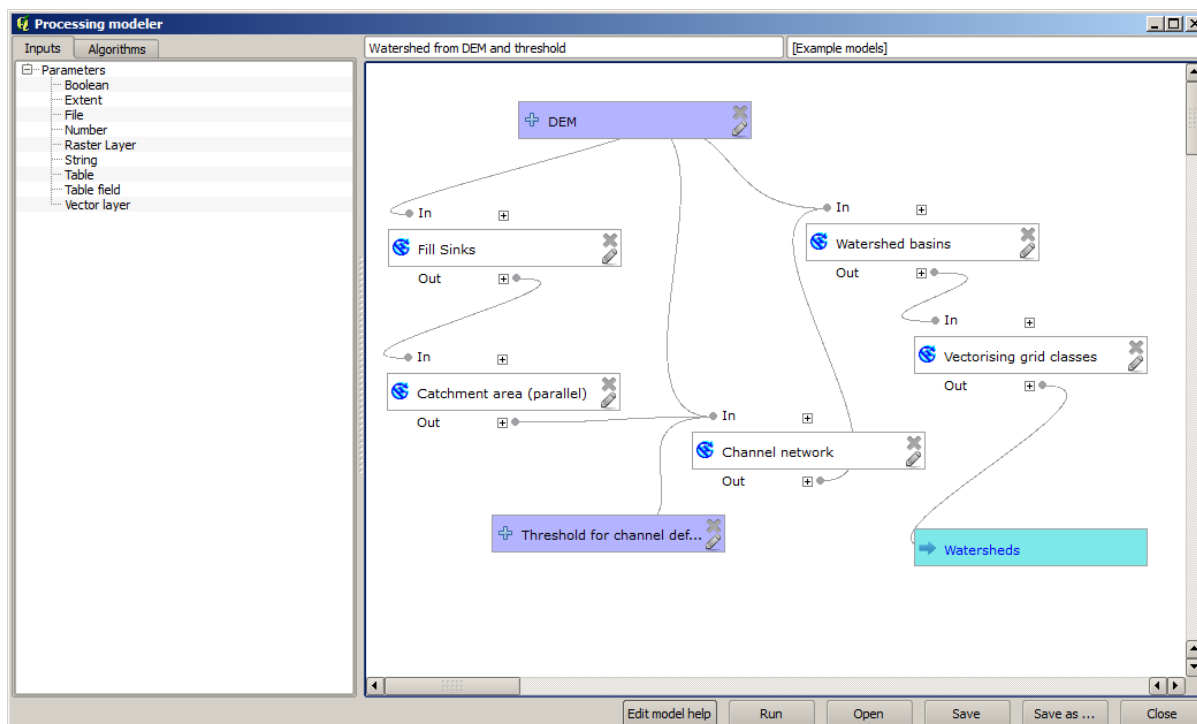 Processing modeler
Inputs
Algorithms
Parameters
Boolean
Extent
File
Number
Raster Layer
String
Table
Table field
Vector layer
Watershed from DEM and threshold
[Example models]
DEM
In
Fill Sinks
Out
In
Watershed basins
Out
In
Vectorising grid classes
Out
In
Catchment area (parallel)
Out
In
Channel network
Out
Threshold for channel def...
Watersheds
Edit model help
Run
Open
Save
Save as ...
Close